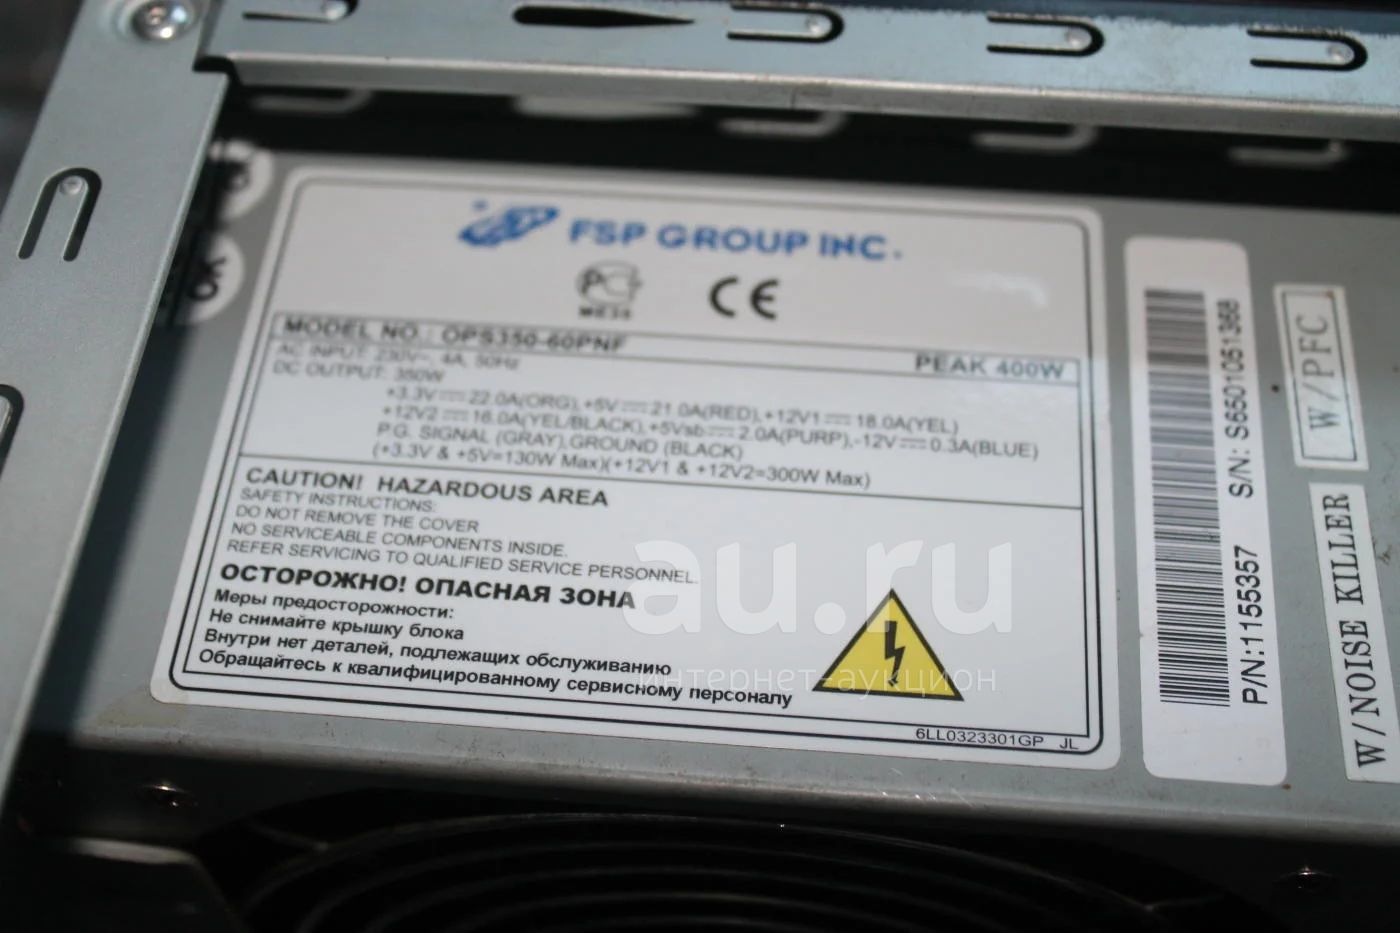 FSP GROUP INC.
PC
ME36
CE
MODEL NO.: OPS350-60PNF
PEAK 400W
AC INPUT: 230V~, 4A, 50Hz
DC OUTPUT: 350W
+3.3V⎓22.0A(ORG),+5V⎓21.0A(RED),+12V1⎓18.0A(YEL)
+12V2⎓16.0A(YEL/BLACK),+5Vsb⎓2.0A(PURP),-12V⎓0.3A(BLUE)
P.G. SIGNAL (GRAY),GROUND (BLACK)
(+3.3V & +5V=130W Max)(+12V1 & +12V2=300W Max)
CAUTION! HAZARDOUS AREA
SAFETY INSTRUCTIONS:
DO NOT REMOVE THE COVER
NO SERVICEABLE COMPONENTS INSIDE.
REFER SERVICING TO QUALIFIED SERVICE PERSONNEL.
ОСТОРОЖНО! ОПАСНАЯ ЗОНА
Меры предосторожности:
Не снимайте крышку блока
Внутри нет деталей, подлежащих обслуживанию
Обращайтесь к квалифицированному сервисному персоналу
6LL0323301GP JL
S/N: S6501051368
P/N:1155357
W/PFC
W/NOISE KILLER
OK
au.ru
интернет-аукцион